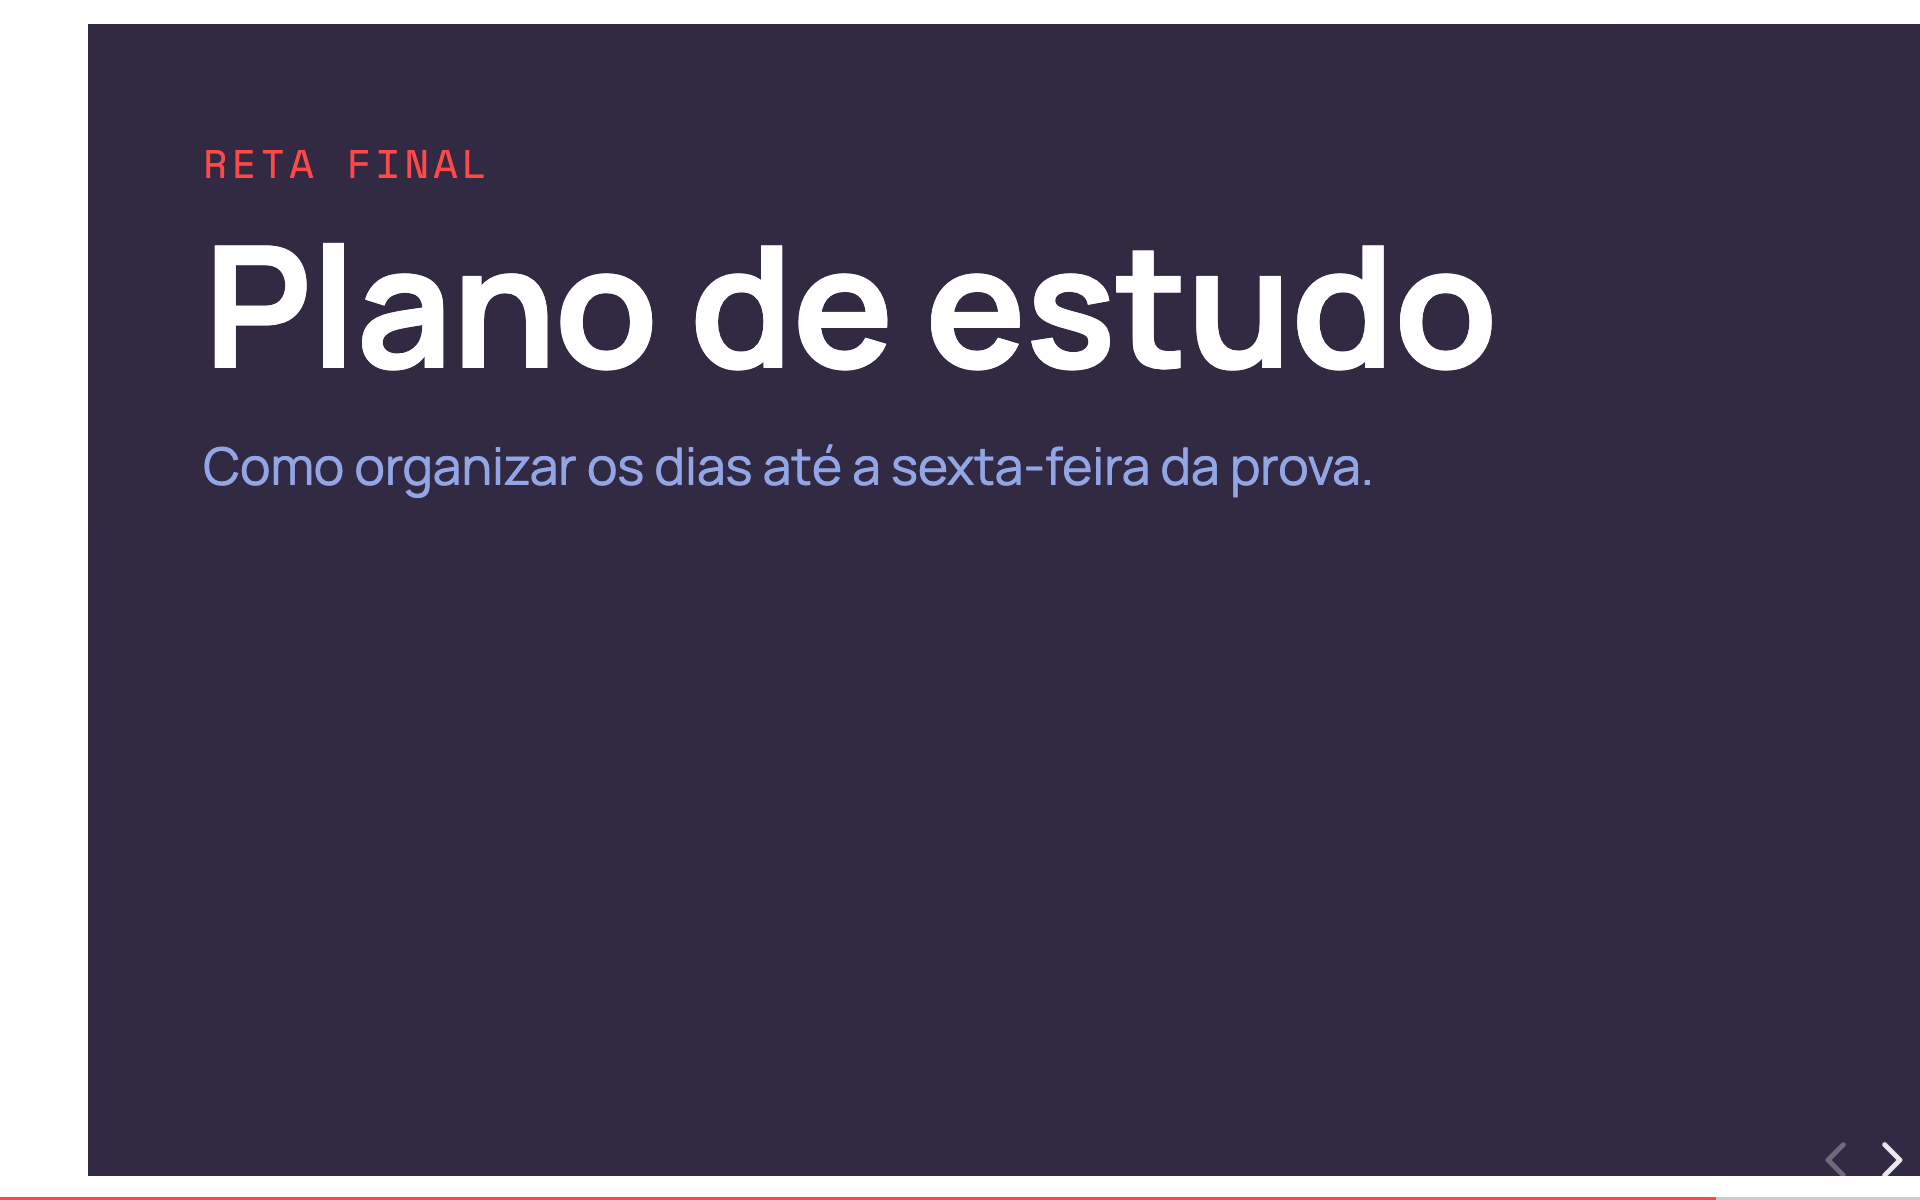 RETA FINAL
Plano de estudo
Como organizar os dias até a sexta-feira da prova.